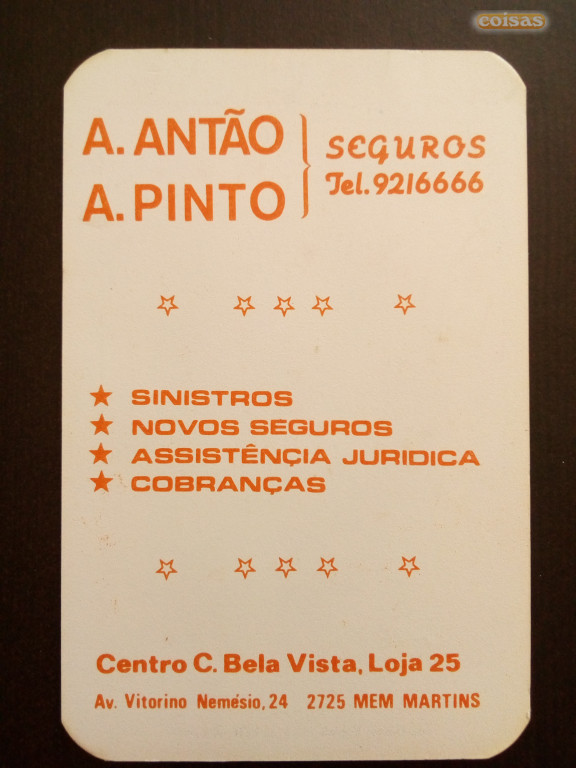 coisas
A. ANTÃO
A. PINTO
SEGUROS
Tel. 9216666
SINISTROS
NOVOS SEGUROS
ASSISTÊNÇIA JURIDICA
COBRANÇAS
Centro C. Bela Vista, Loja 25
Av. Vitorino Nemésio, 24 2725 MEM MARTINS